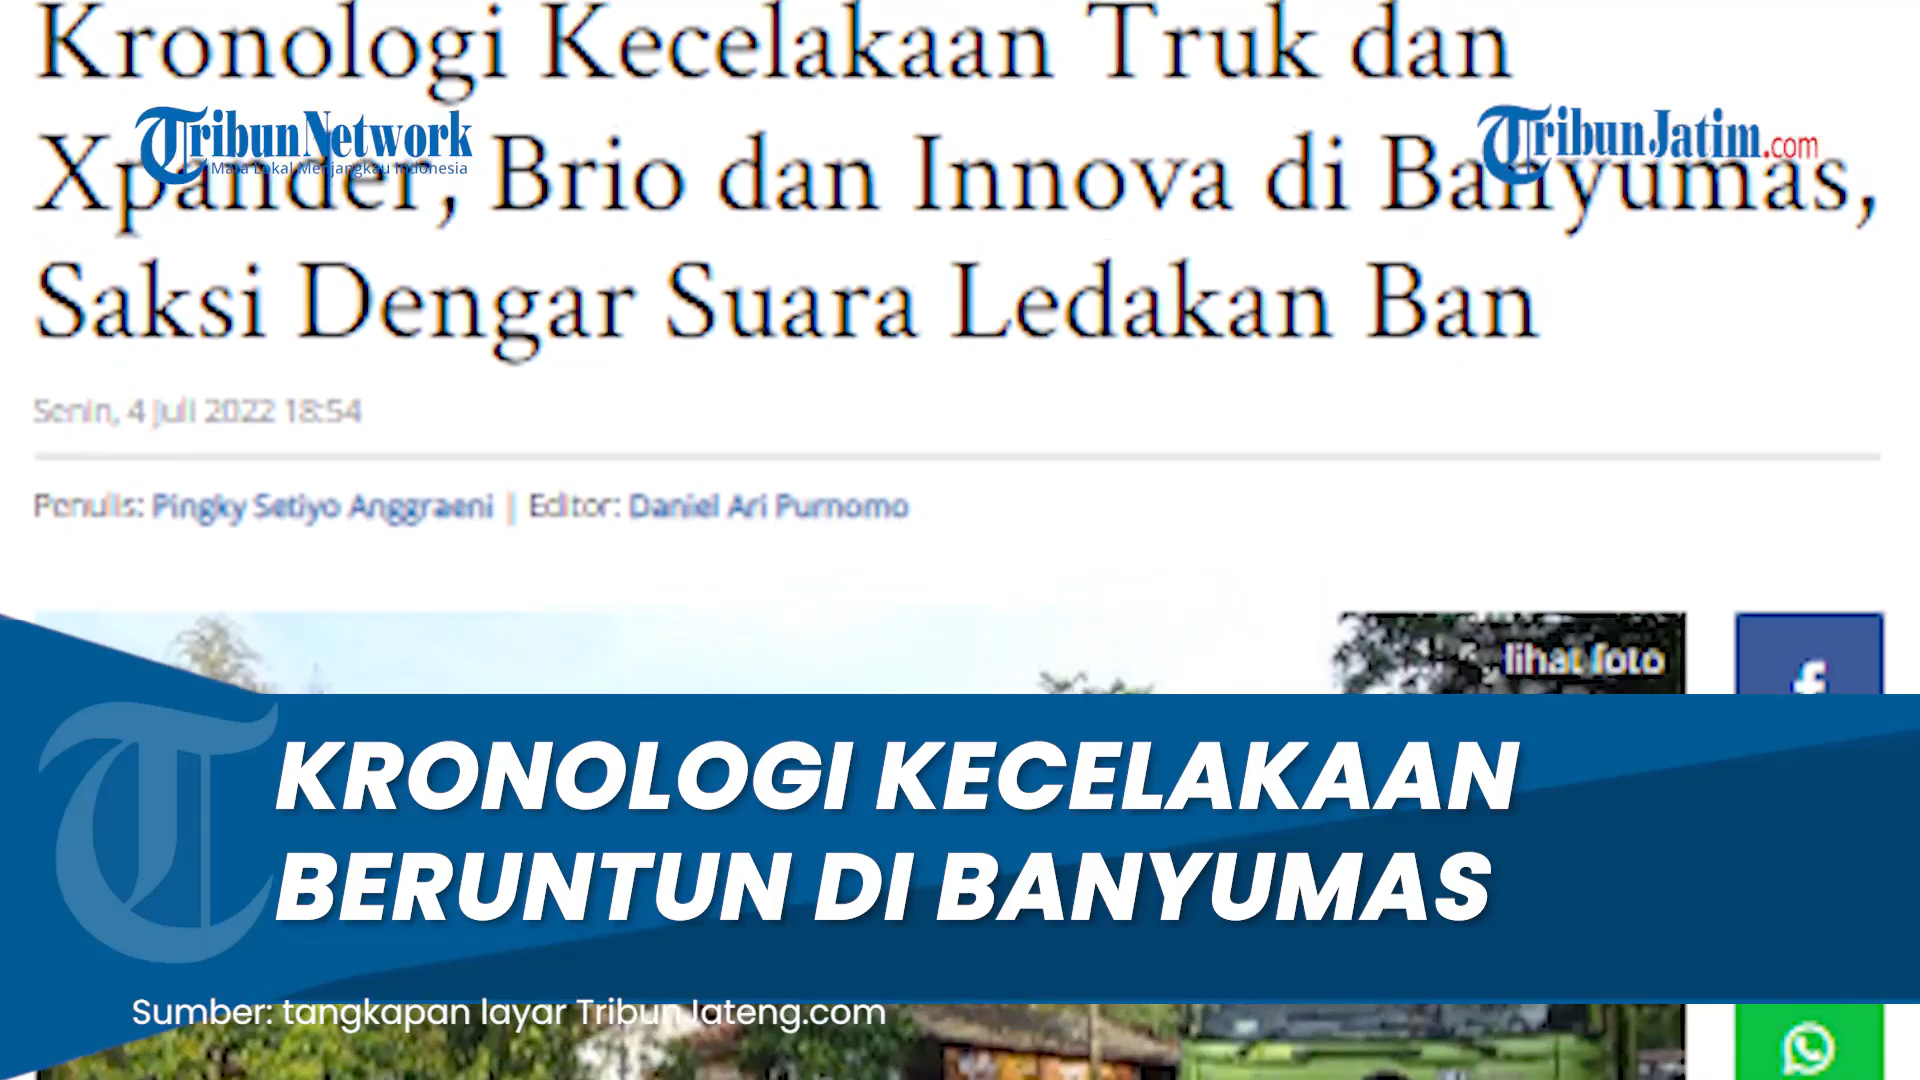 Kronologi Kecelakaan Truk dan
TribunNetwork
Mata Lokal Menjangkau Indonesia
TribunJatim.com
Xpander, Brio dan Innova di Banyumas,
Saksi Dengar Suara Ledakan Ban
Senin, 4 Juli 2022 18:54
Penulis: Pingky Setiyo Anggraeni | Editor: Daniel Ari Purnomo
lihat foto
KRONOLOGI KECELAKAAN
BERUNTUN DI BANYUMAS
Sumber: tangkapan layar TribunJateng.com